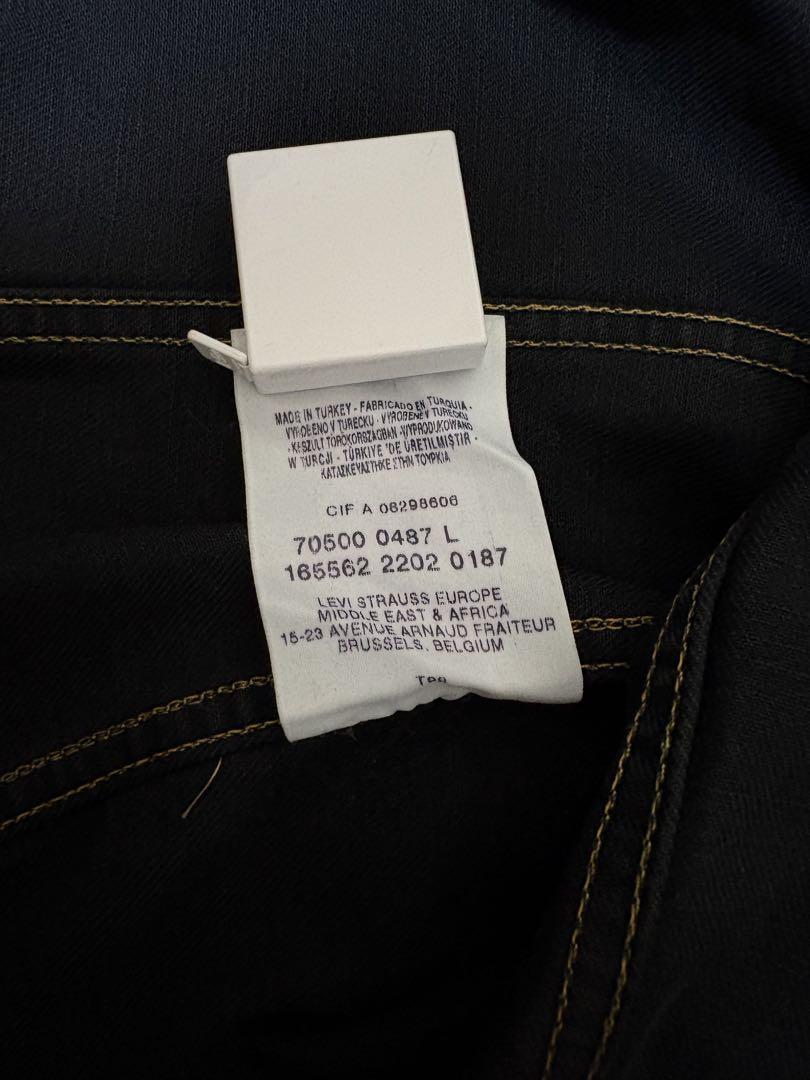 MADE IN TURKEY - FABRICADO EN TURQUIA -
VYROBENO V TURECKU - VYROBENÉ V TURECKU
- KÉSZÜLT TÖRÖKORSZÁGBAN - WYPRODUKOWANO
W TURCJI - TÜRKİYE 'DE ÜRETİLMİŞTİR -
ΚΑΤΑΣΚΕΥΑΣΤΗΚΕ ΣΤΗΝ ΤΟΥΡΚΙΑ
CIF A 08298606
70500 0487 L
165562 2202 0187
LEVI STRAUSS EUROPE
MIDDLE EAST & AFRICA
15-23 AVENUE ARNAUD FRAITEUR
BRUSSELS. BELGIUM